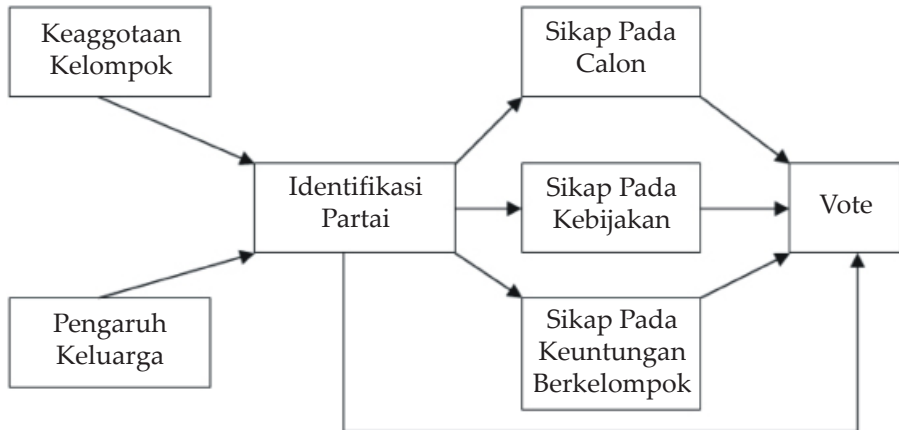 Keaggotaan
Kelompok
Sikap Pada
Calon
Identifikasi
Partai
Sikap Pada
Kebijakan
Vote
Pengaruh
Keluarga
Sikap Pada
Keuntungan
Berkelompok